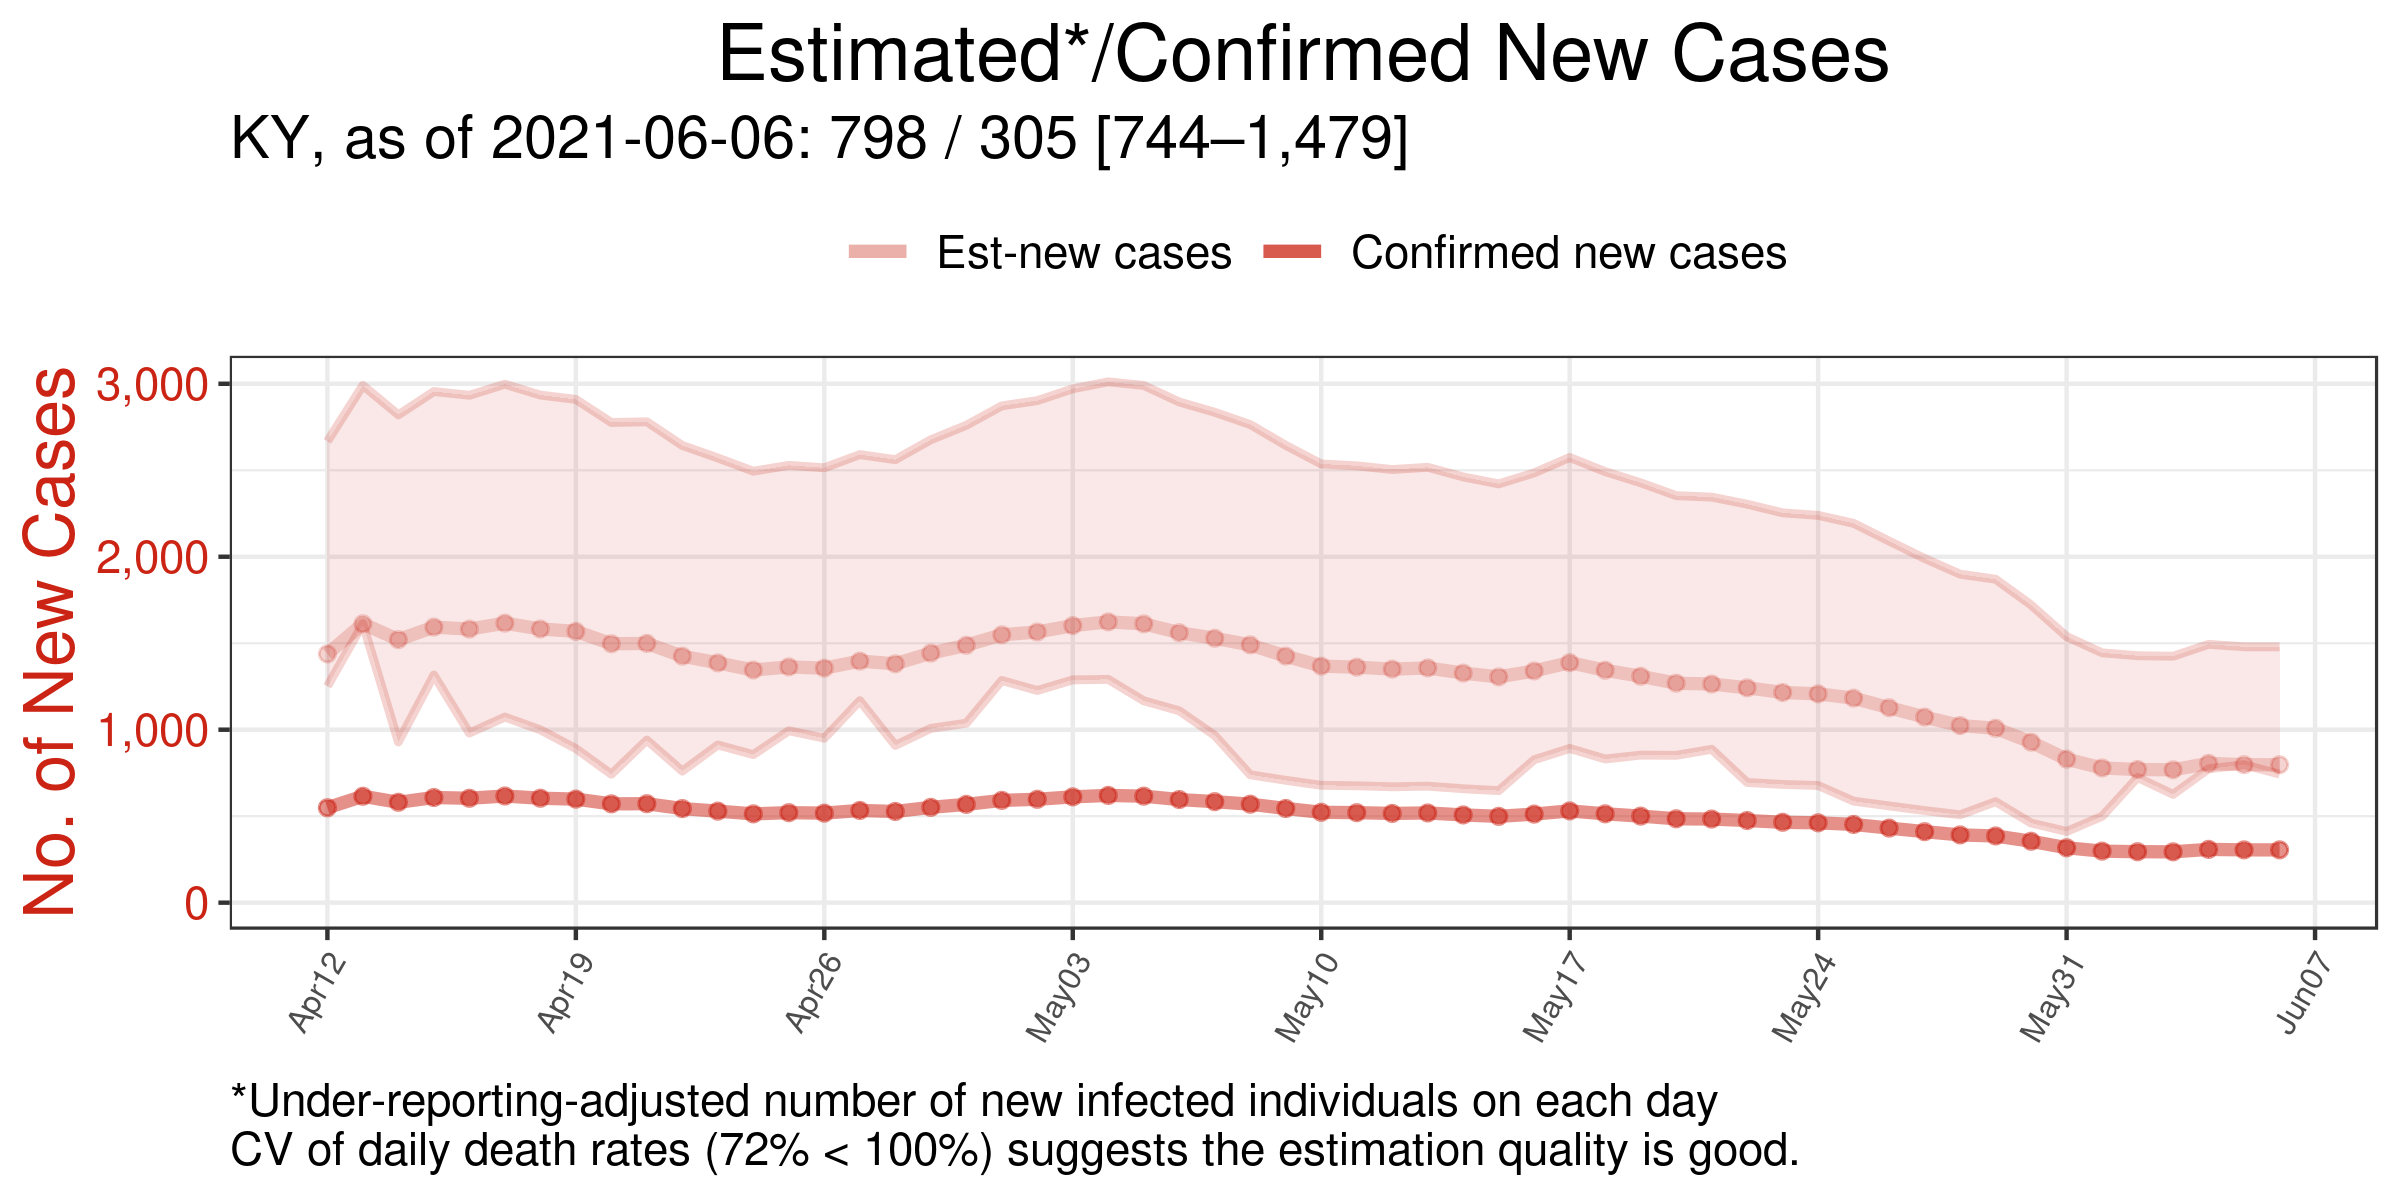 Estimated*/Confirmed New Cases
KY, as of 2021-06-06: 798 / 305 [744–1,479]
Est-new cases Confirmed new cases
No. of New Cases
3,000
2,000
1,000
0
Apr12 Apr19 Apr26 May03 May10 May17 May24 May31 Jun07
*Under-reporting-adjusted number of new infected individuals on each day
CV of daily death rates (72% < 100%) suggests the estimation quality is good.